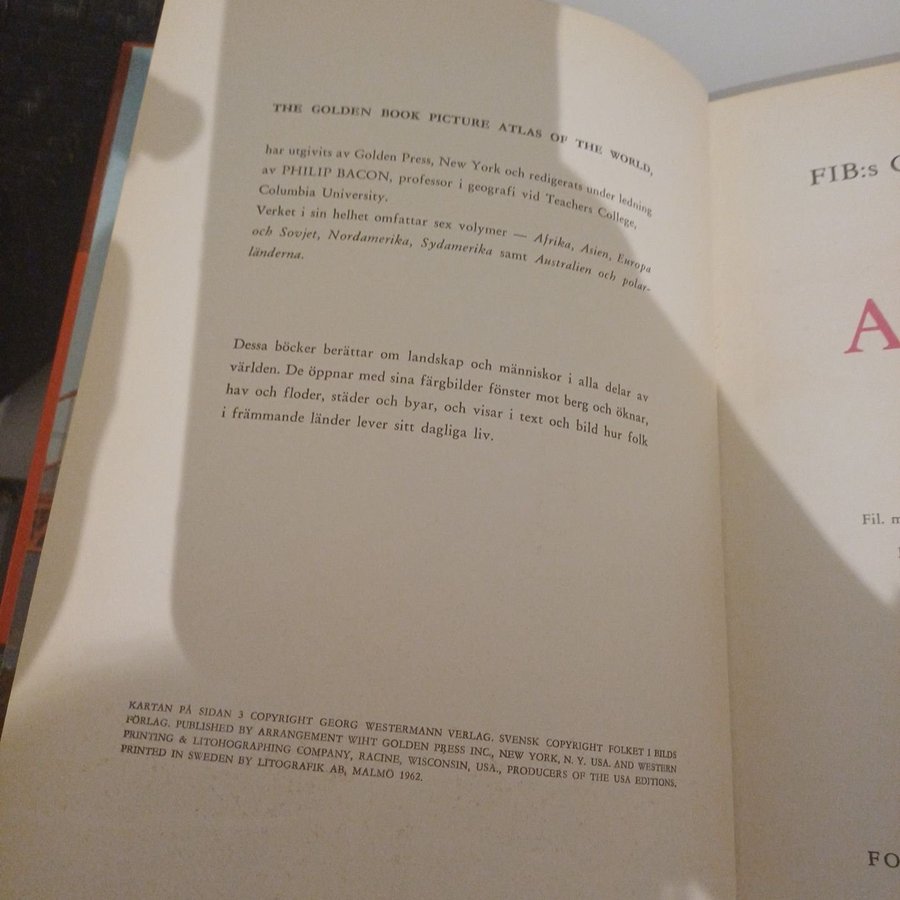 THE GOLDEN BOOK PICTURE ATLAS OF THE WORLD,
har utgivits av Golden Press, New York och redigerats under ledning
av PHILIP BACON, professor i geografi vid Teachers College,
Columbia University.
Verket i sin helhet omfattar sex volymer — Afrika, Asien, Europa
och Sovjet, Nordamerika, Sydamerika samt Australien och polar-
länderna.
Dessa böcker berättar om landskap och människor i alla delar av
världen. De öppnar med sina färgbilder fönster mot berg och öknar,
hav och floder, städer och byar, och visar i text och bild hur folk
i främmande länder lever sitt dagliga liv.
KARTAN PÅ SIDAN 3 COPYRIGHT GEORG WESTERMANN VERLAG. SVENSK COPYRIGHT FOLKET I BILDS
FÖRLAG. PUBLISHED BY ARRANGEMENT WIHT GOLDEN PRESS INC., NEW YORK, N. Y. USA. AND WESTERN
PRINTING & LITOHOGRAPHING COMPANY, RACINE, WISCONSIN, USA., PRODUCERS OF THE USA EDITIONS.
PRINTED IN SWEDEN BY LITOGRAFIK AB, MALMÖ 1962.
FIB:s
A
Fil.
FO